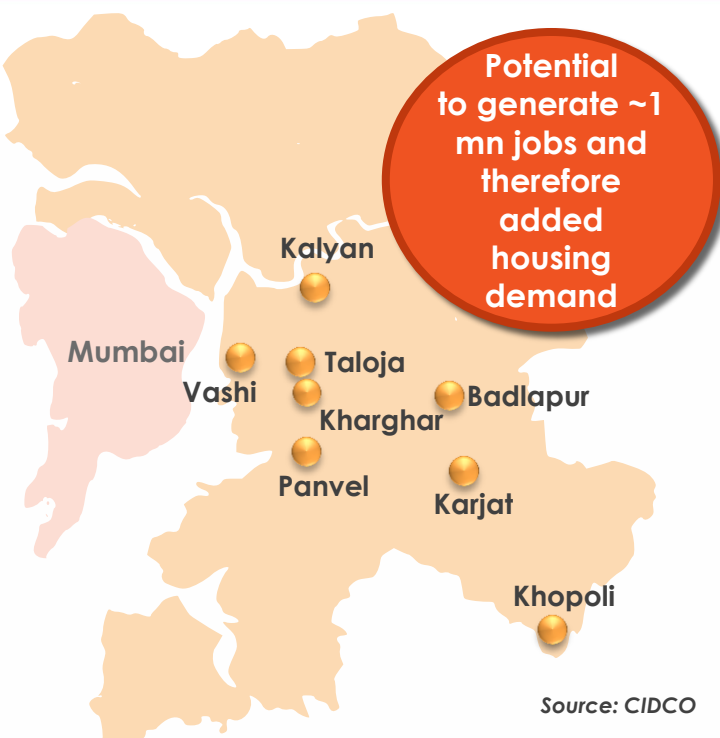 Potential
to generate ~1
mn jobs and
therefore
added
housing
demand
Kalyan
Mumbai
Taloja
Vashi
Badlapur
Kharghar
Panvel
Karjat
Khopoli
Source: CIDCO